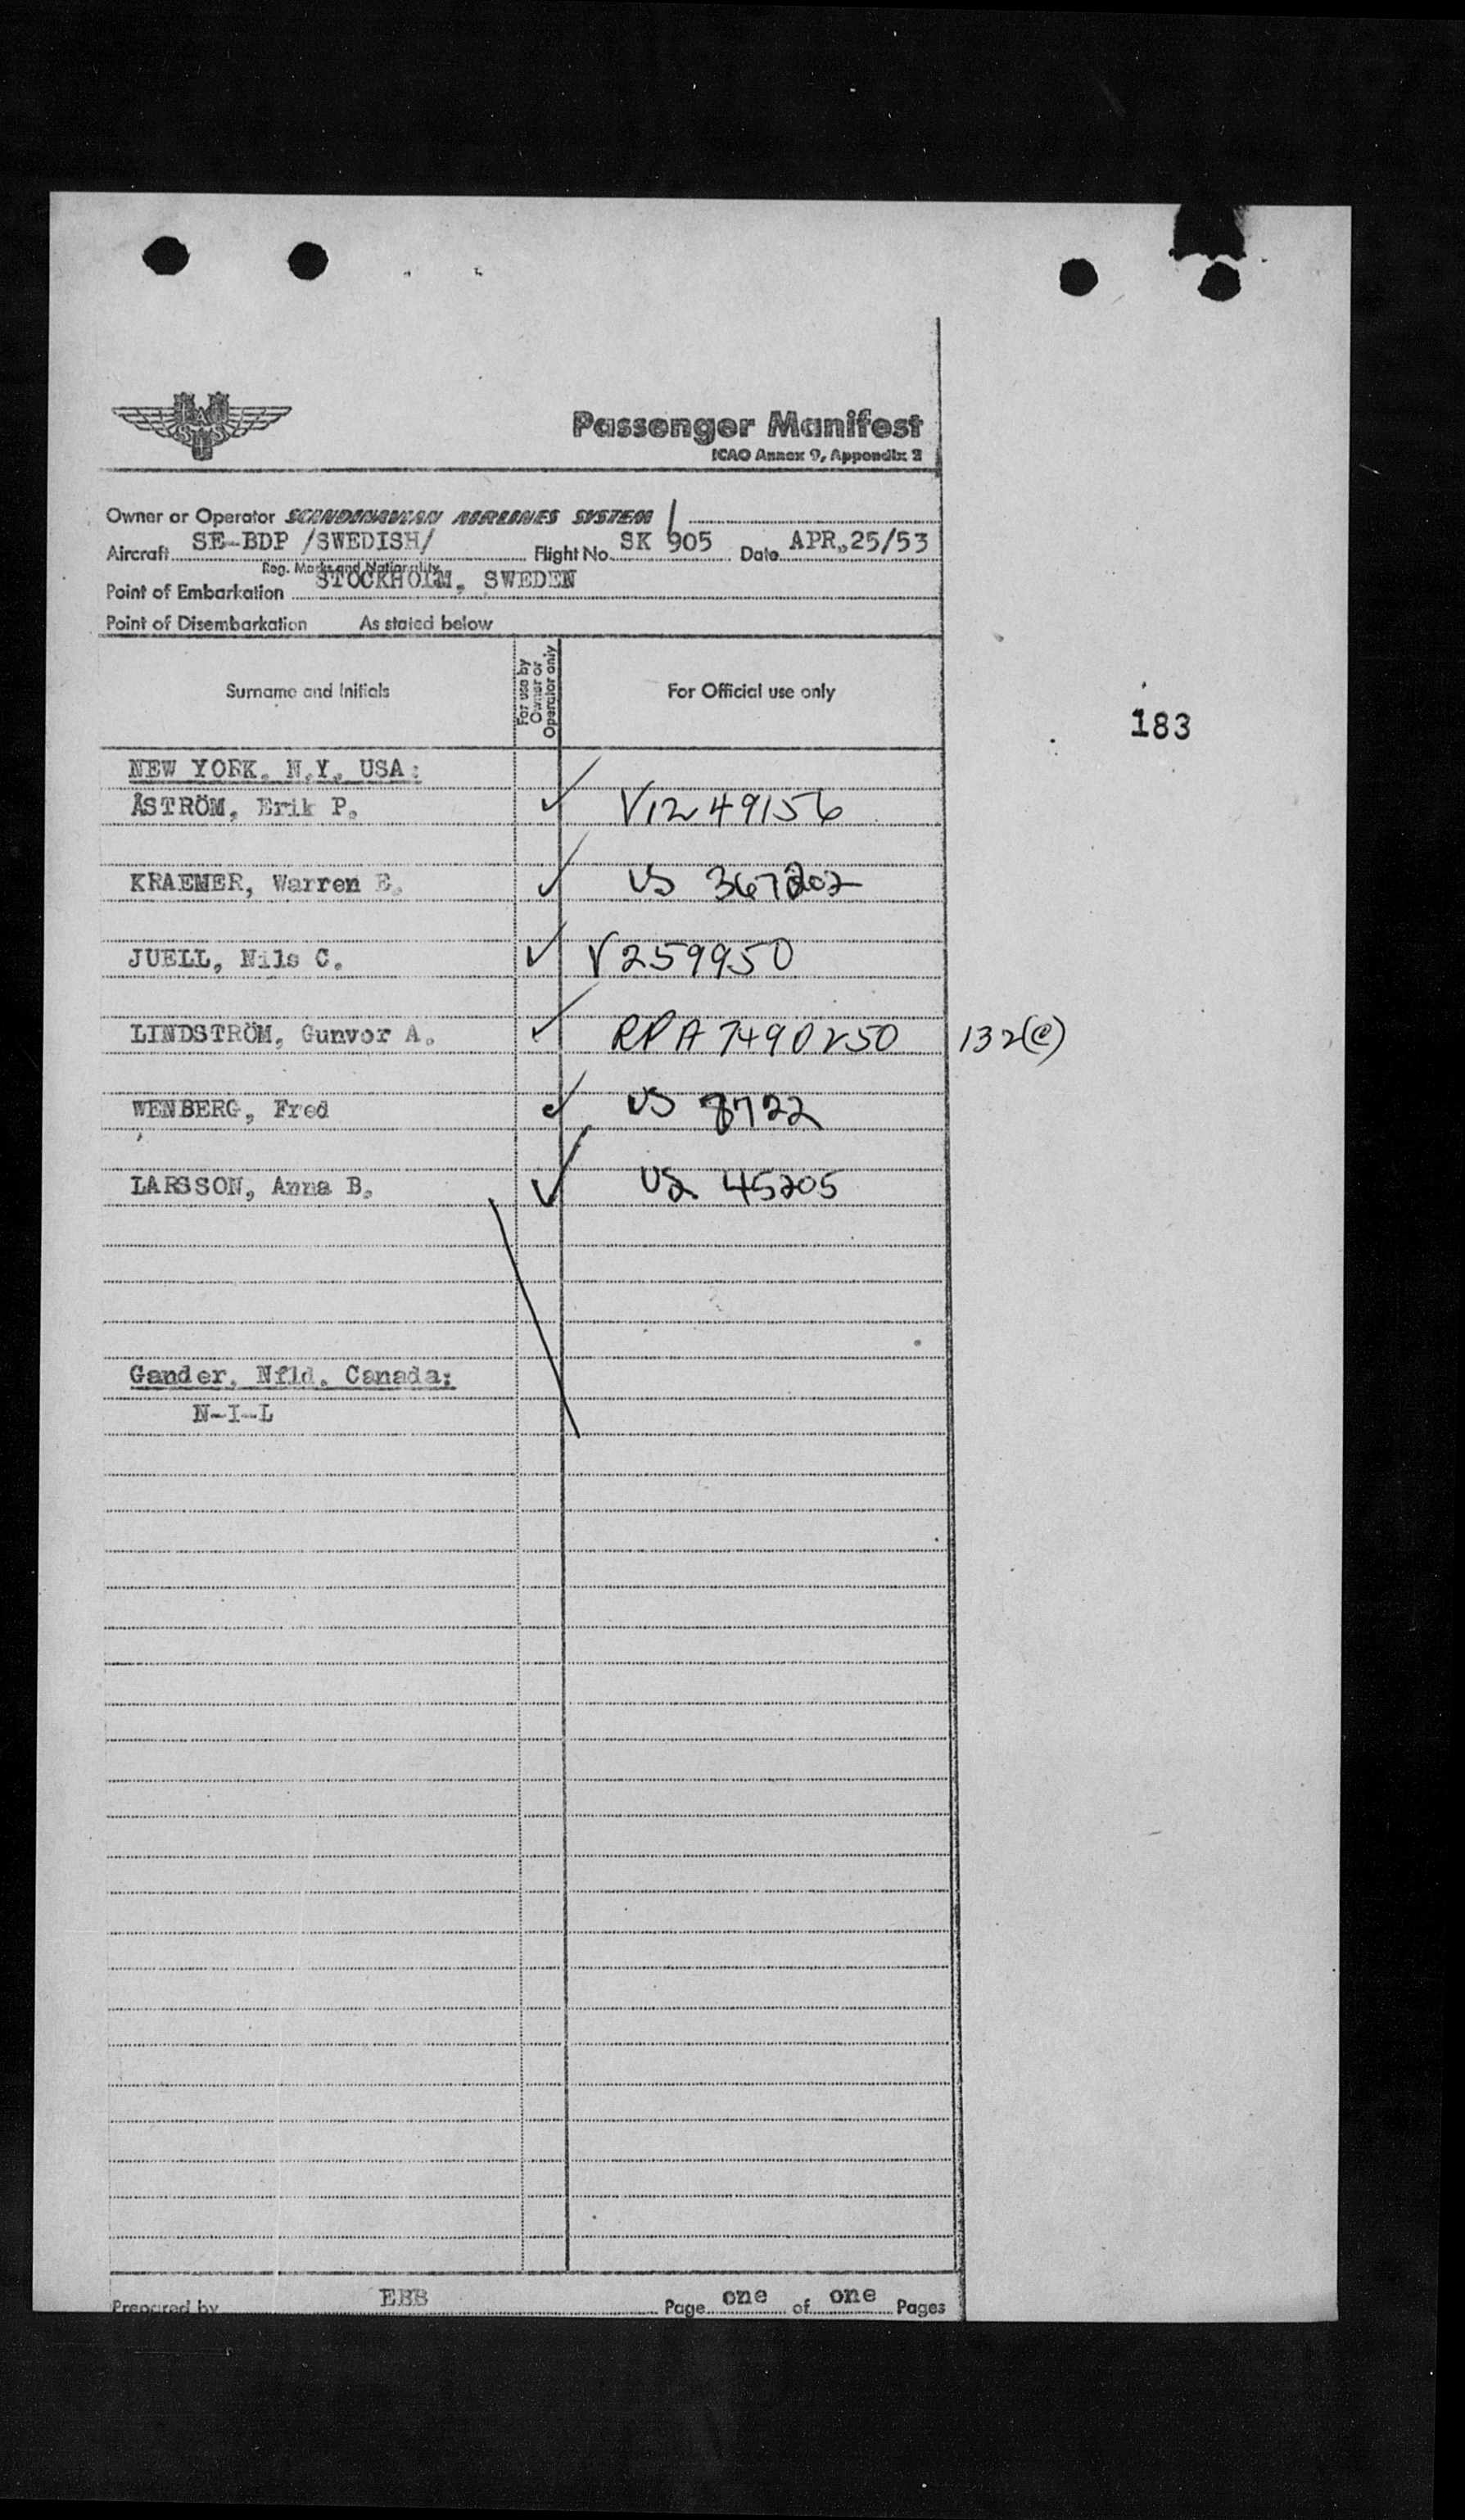 Passenger Manifest
ICAO Annex 9, Appendix 2
Owner or Operator SCANDINAVIAN AIRLINES SYSTEM
Aircraft SE-BDP /SWEDISH/ Flight No. SK 905 Date APR.25/53
Reg. Marks and Nationality
Point of Embarkation STOCKHOLM, SWEDEN
Point of Disembarkation As stated below
Surname and Initials For use by Owner or Operator only For Official use only
183
NEW YORK, N.Y. USA:
ÅSTRÖM, Erik P. ✓ V1249156
KRAEMER, Warren E. ✓ US 367202
JUELL, Nils C. ✓ V259950
LINDSTRÖM, Gunvor A. ✓ RPA 7490250 132(e)
WENBERG, Fred ✓ US 8722
LARSSON, Anna B. ✓ US 45205
Gander, Nfld. Canada:
N-I-L
Prepared by EBB Page one of one Pages